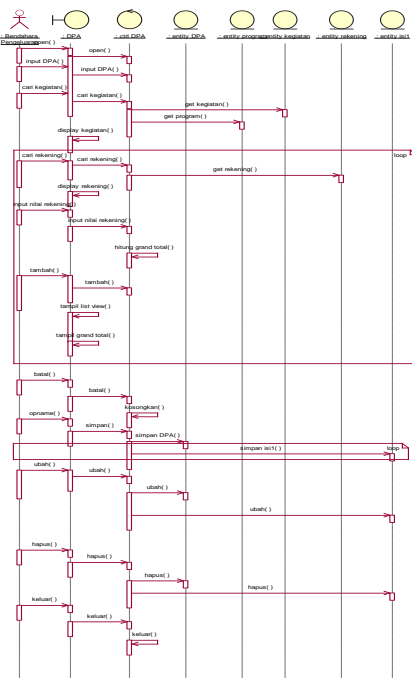 : Bendahara
Pengeluaran
: DPA
: ctrl DPA
: entity DPA
: entity program
: entity kegiatan
: entity rekening
: entity isi1
open( )
open( )
input DPA( )
input DPA( )
cari kegiatan( )
cari kegiatan( )
get kegiatan( )
get program( )
display kegiatan( )
loop
cari rekening( )
cari rekening( )
get rekening( )
display rekening( )
input nilai rekening( )
input nilai rekening( )
hitung grand total( )
tambah( )
tambah( )
tampil list view( )
tampil grand total( )
batal( )
batal( )
kosongkan( )
opname( )
simpan( )
simpan DPA( )
loop
simpan isi1( )
ubah( )
ubah( )
ubah( )
ubah( )
hapus( )
hapus( )
hapus( )
hapus( )
keluar( )
keluar( )
keluar( )